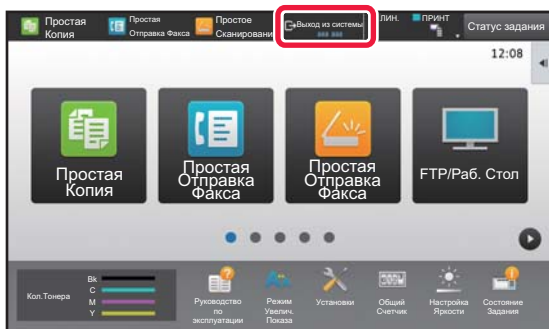 Простая
Копия
Простая
Отправка Факса
Простое
Сканировани
Выход из системы
ЛИН.
ПРИНТ
Статус задания
12:08
Простая
Копия
Простая
Отправка
Факса
Простая
Отправка
Факса
FTP/Раб. Стол
Кол.Тонера
Bk
C
M
Y
Руководство
по
эксплуатации
Режим
Увелич.
Показа
Установки
Общий
Счетчик
Настройка
Яркости
Состояние
Задания